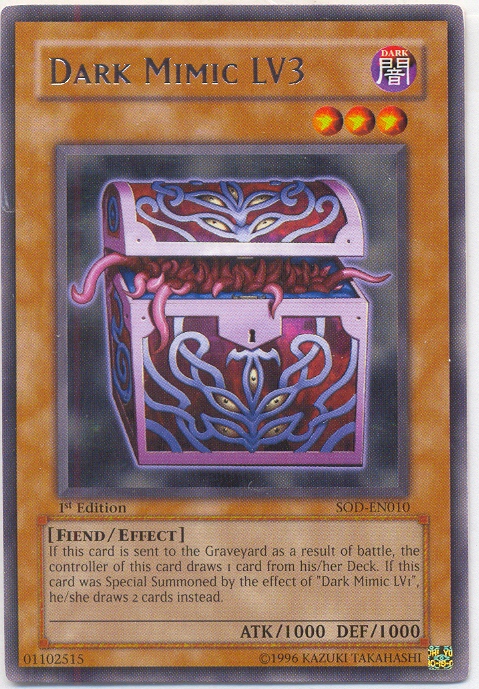 DARK MIMIC LV3
DARK
闇
1st Edition
SOD-EN010
[FIEND/EFFECT]
If this card is sent to the Graveyard as a result of battle, the
controller of this card draws 1 card from his/her Deck. If this
card was Special Summoned by the effect of "Dark Mimic LV1",
he/she draws 2 cards instead.
ATK/1000 DEF/1000
01102515
©1996 KAZUKI TAKAHASHI